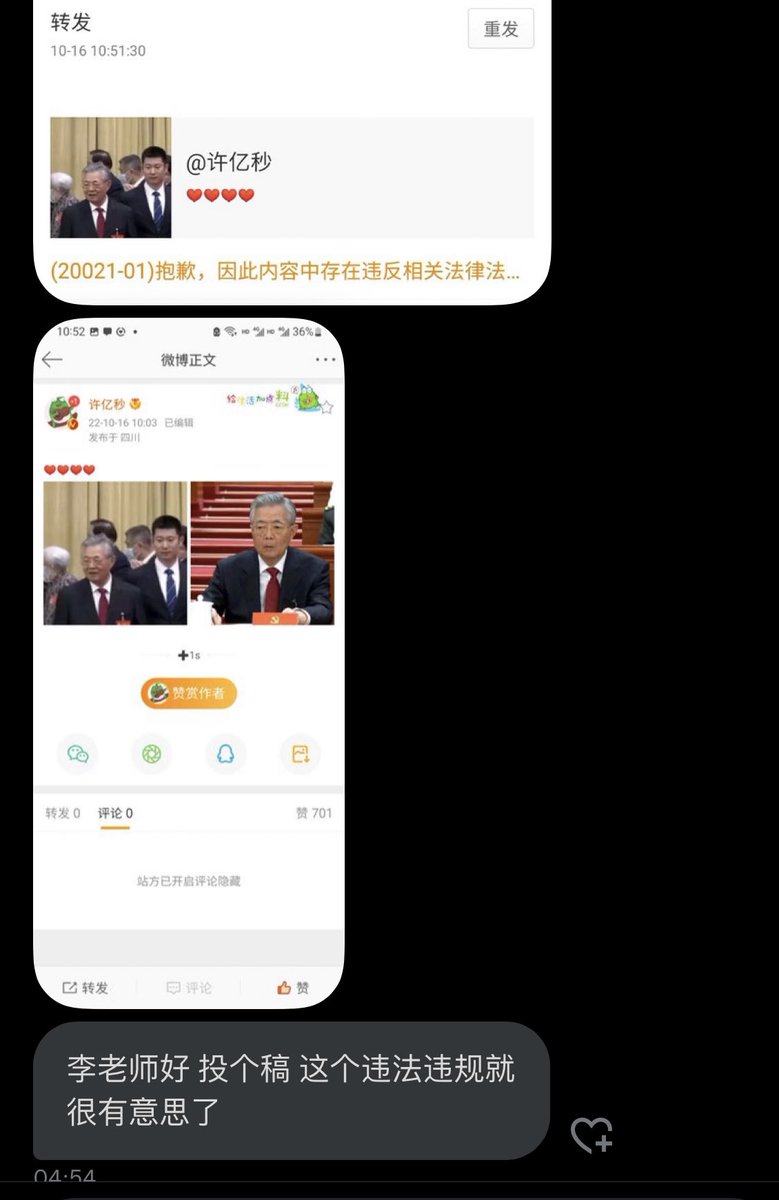 转发
重发
10-16 10:51:30
@许亿秒
❤️❤️❤️❤️
(20021-01)抱歉，因此内容中存在违反相关法律法...
10:52
36%
微博正文
许亿秒
给生活加点料
22-10-16 10:03 已编辑
发布于 四川
❤️❤️❤️❤️
+1s
赞赏作者
转发 0 评论 0 赞 701
站方已开启评论隐藏
转发 评论 赞
李老师好 投个稿 这个违法违规就
很有意思了
04:54